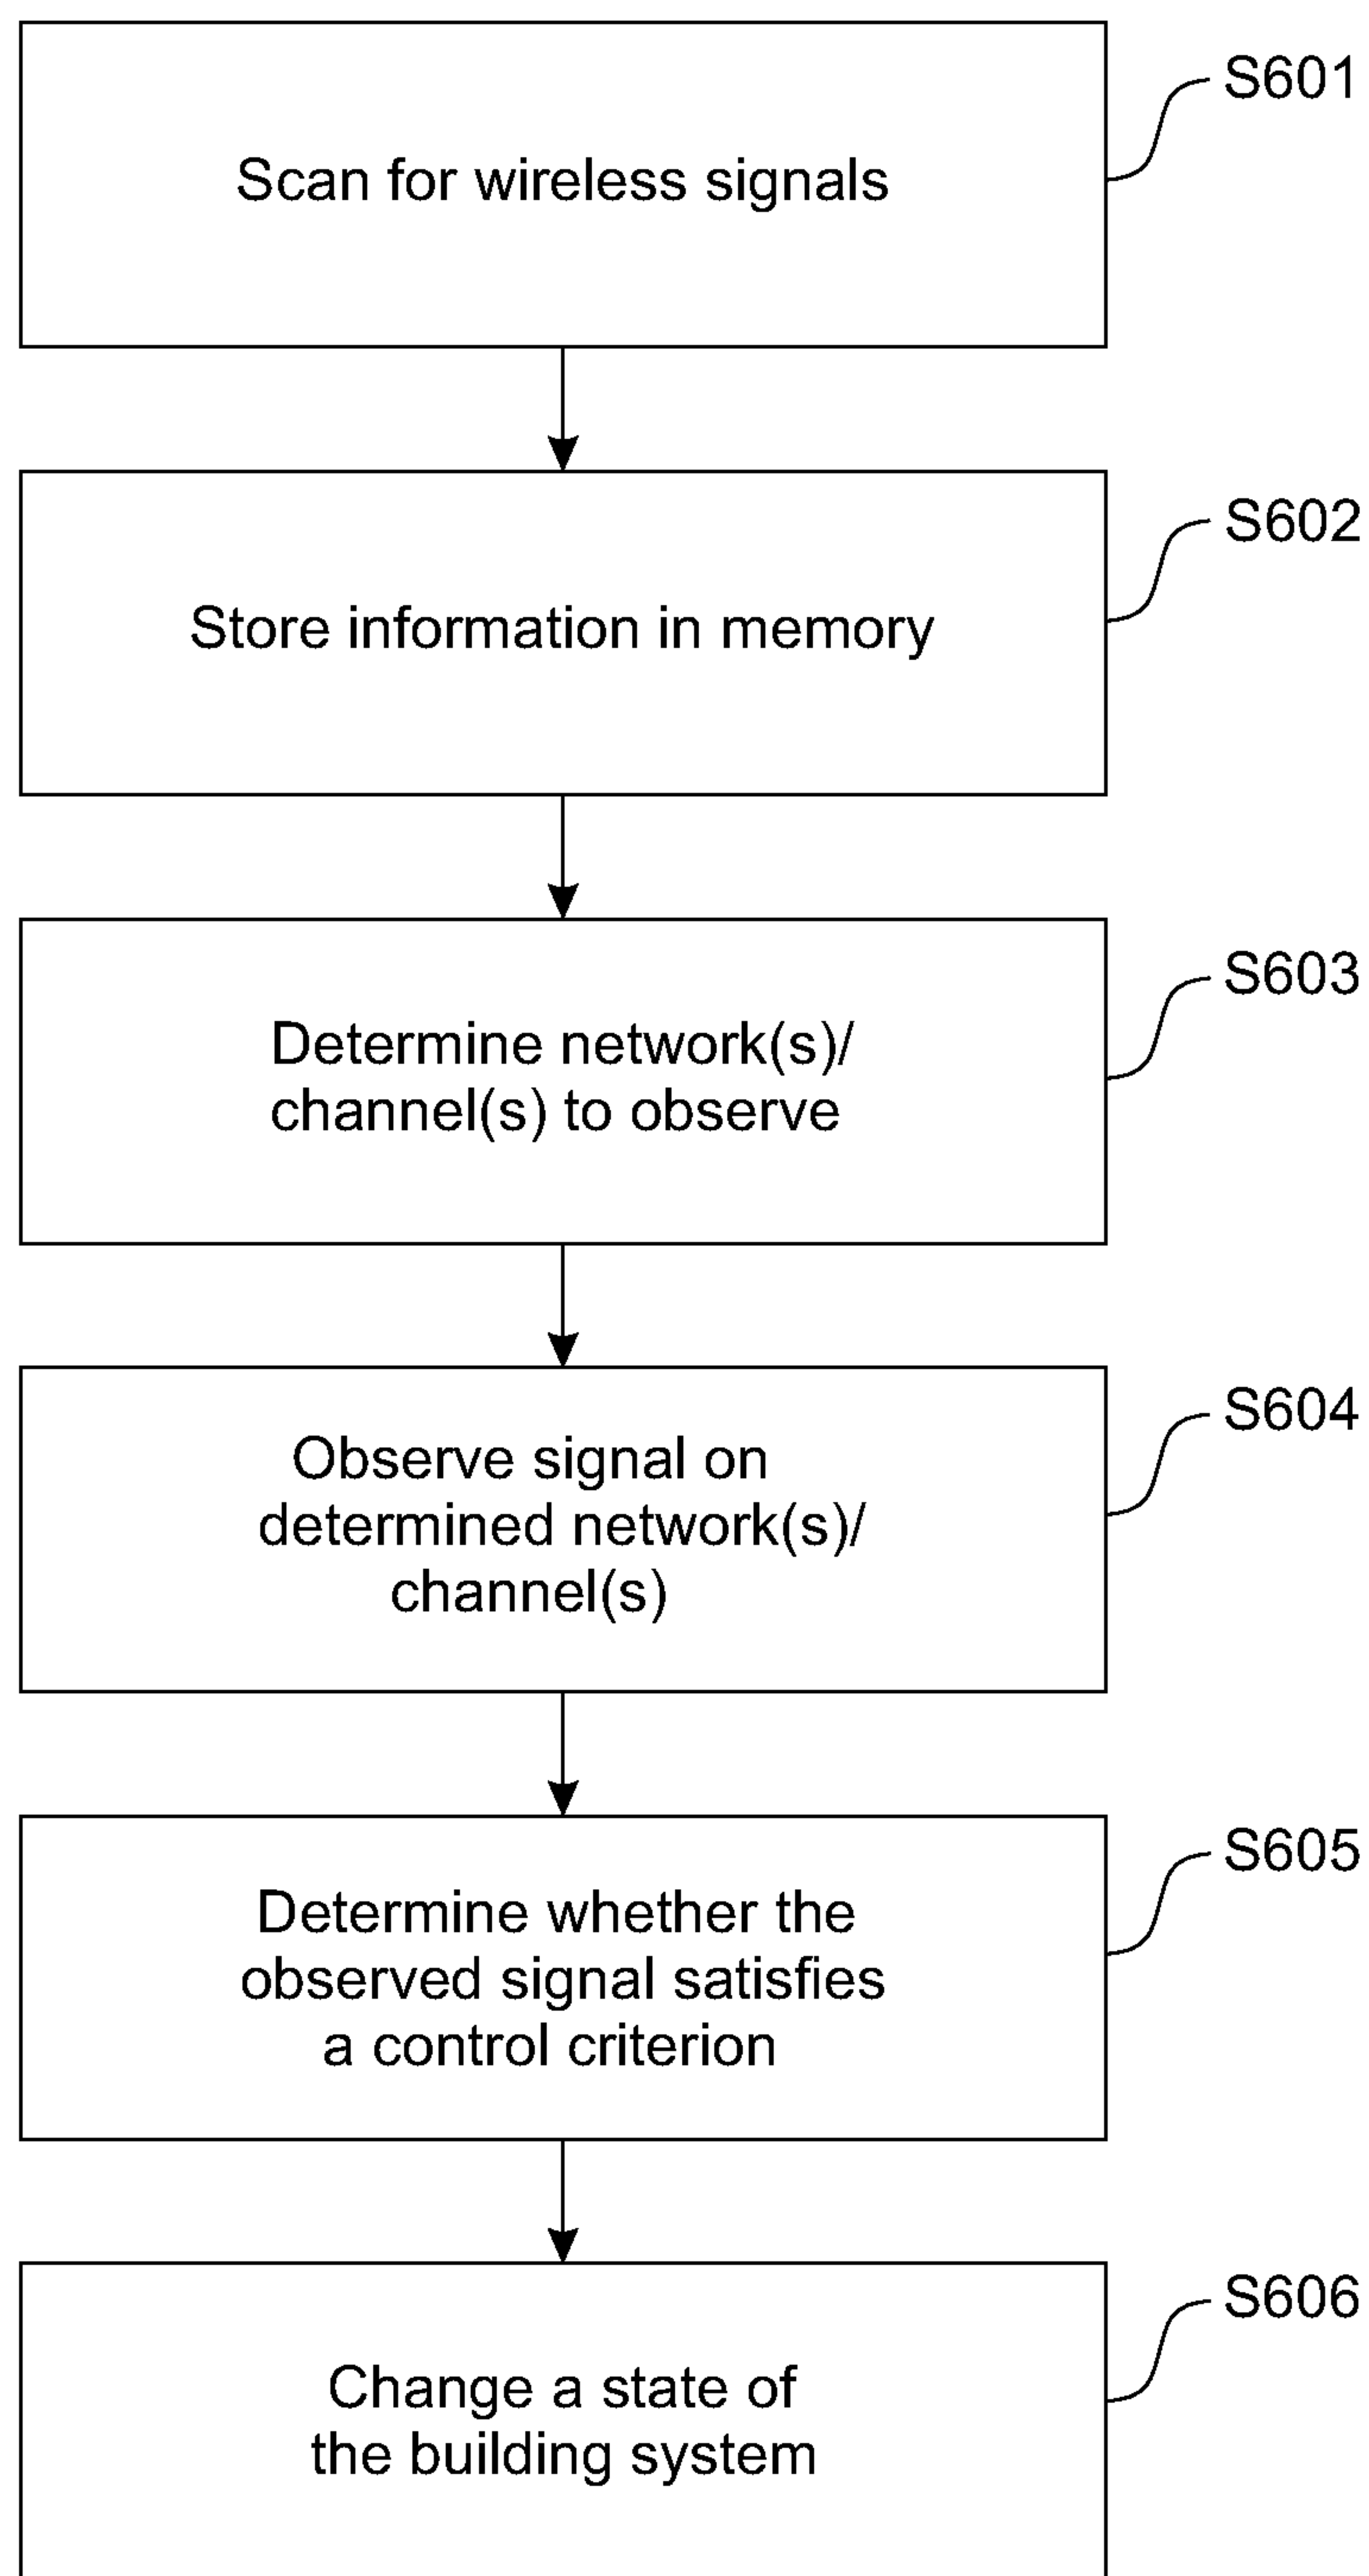 S601
Scan for wireless signals
S602
Store information in memory
S603
Determine network(s)/
channel(s) to observe
S604
Observe signal on
determined network(s)/
channel(s)
S605
Determine whether the
observed signal satisfies
a control criterion
S606
Change a state of
the building system